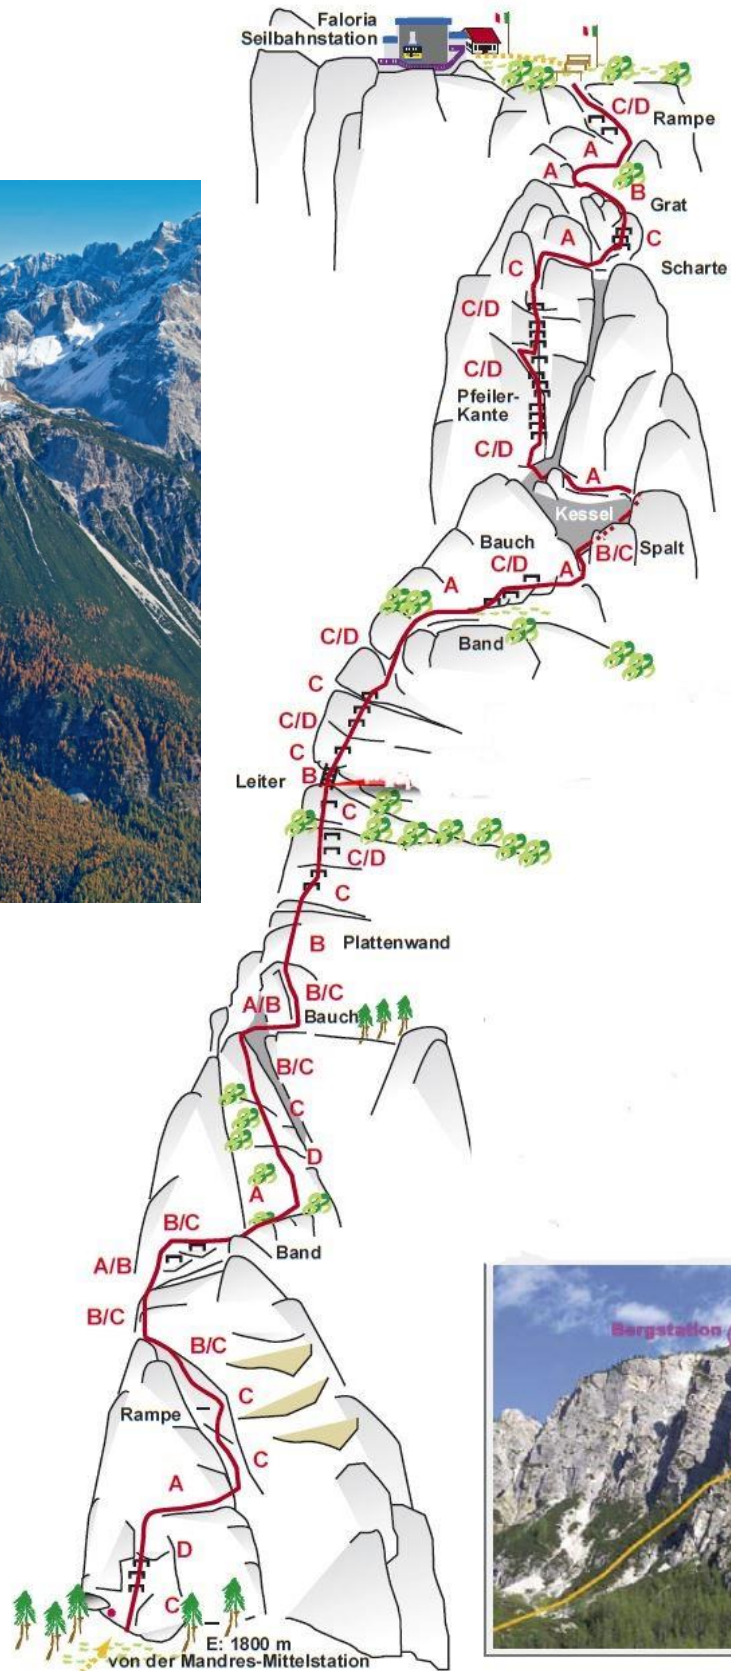 Faloria
Seilbahnstation
C/D
Rampe
A
A
B
Grat
A
C
C
Scharte
C/D
C/D
Pfeiler-
Kante
C/D
A
Kessel
Bauch
B/C
Spalt
C/D
A
A
Band
C/D
C
C/D
C
B
Leiter
C
C/D
C
B
Plattenwand
B/C
A/B
Bauch
B/C
C
D
A
B/C
Band
A/B
B/C
B/C
C
Rampe
C
A
D
C
E: 1800 m
von der Mandres-Mittelstation
Bergstation